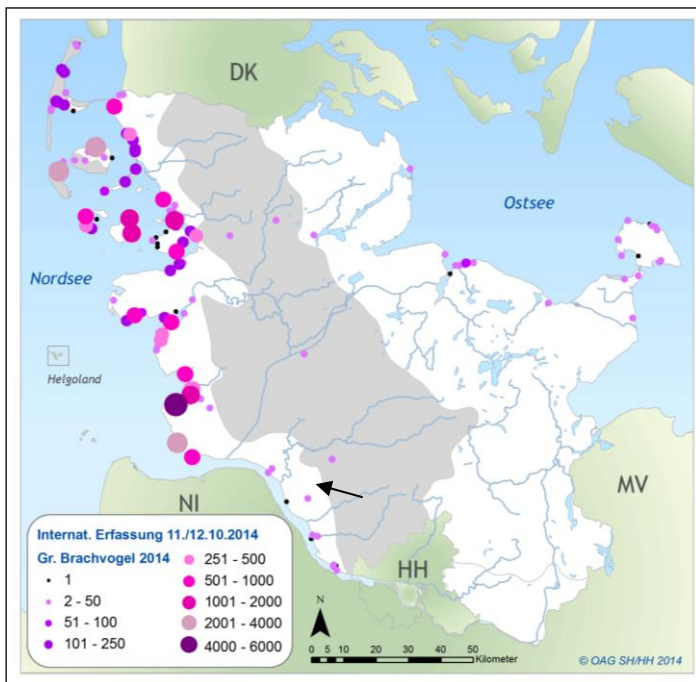 DK
Ostsee
Nordsee
Helgoland
NI
MV
HH
Internat. Erfassung 11./12.10.2014
Gr. Brachvogel 2014
1
2 - 50
51 - 100
101 - 250
251 - 500
501 - 1000
1001 - 2000
2001 - 4000
4000 - 6000
N
0 5 10 20 30 40 50
Kilometer
© OAG SH/HH 2014